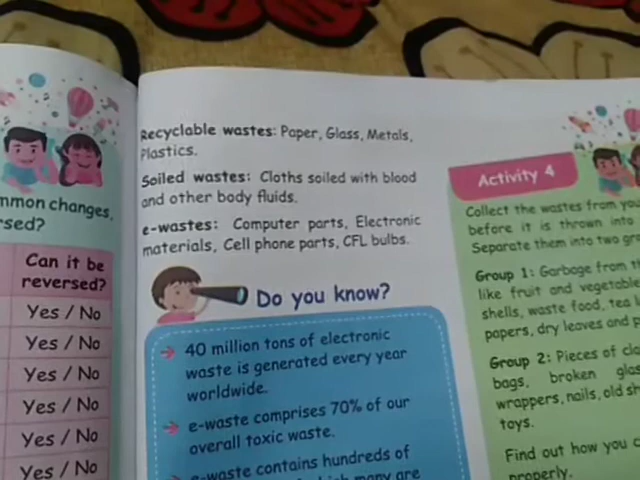 mmon changes,
rsed?
Can it be
reversed?
Yes / No
Yes / No
Yes / No
Yes / No
Yes / No
Yes / No
Recyclable wastes: Paper, Glass, Metals,
Plastics.
Soiled wastes: Cloths soiled with blood
and other body fluids.
e-wastes: Computer parts, Electronic
materials, Cell phone parts, CFL bulbs.
Do you know?
40 million tons of electronic
waste is generated every year
worldwide.
e-waste comprises 70% of our
overall toxic waste.
e-waste contains hundreds of
many are
Activity 4
Collect the wastes from you
before it is thrown into
Separate them into two gro
Group 1: Garbage from th
like fruit and vegetable
shells, waste food, tea
papers, dry leaves and p
Group 2: Pieces of clo
bags, broken glas
wrappers, nails, old sh
toys.
Find out how you c
properly.